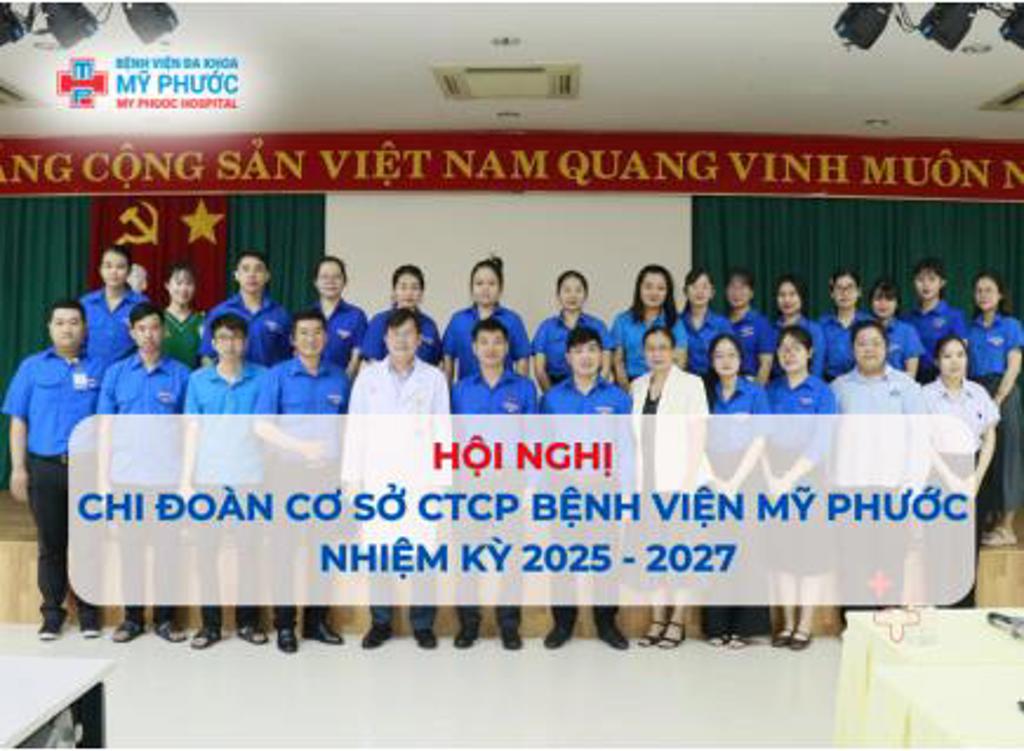 BỆNH VIỆN ĐA KHOA
MỸ PHƯỚC
MY PHUOC HOSPITAL
ẢNG CỘNG SẢN VIỆT NAM QUANG VINH MUÔN N
HỘI NGHỊ
CHI ĐOÀN CƠ SỞ CTCP BỆNH VIỆN MỸ PHƯỚC
NHIỆM KỲ 2025 - 2027